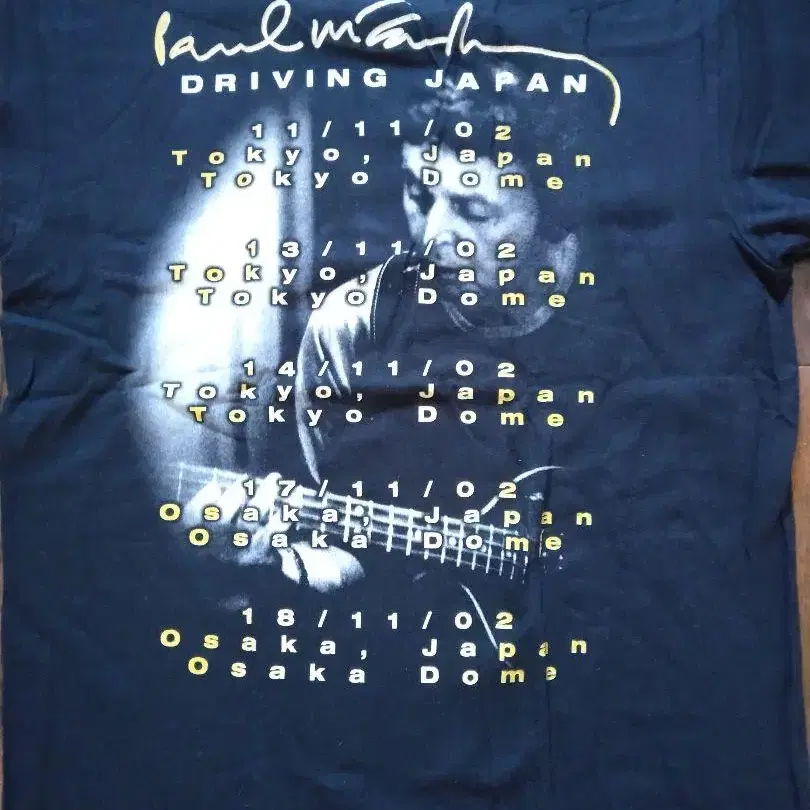 Paul McCartney
DRIVING JAPAN
11/11/02
Tokyo, Japan
Tokyo Dome
13/11/02
Tokyo, Japan
Tokyo Dome
14/11/02
Tokyo, Japan
Tokyo Dome
17/11/02
Osaka, Japan
Osaka Dome
18/11/02
Osaka, Japan
Osaka Dome